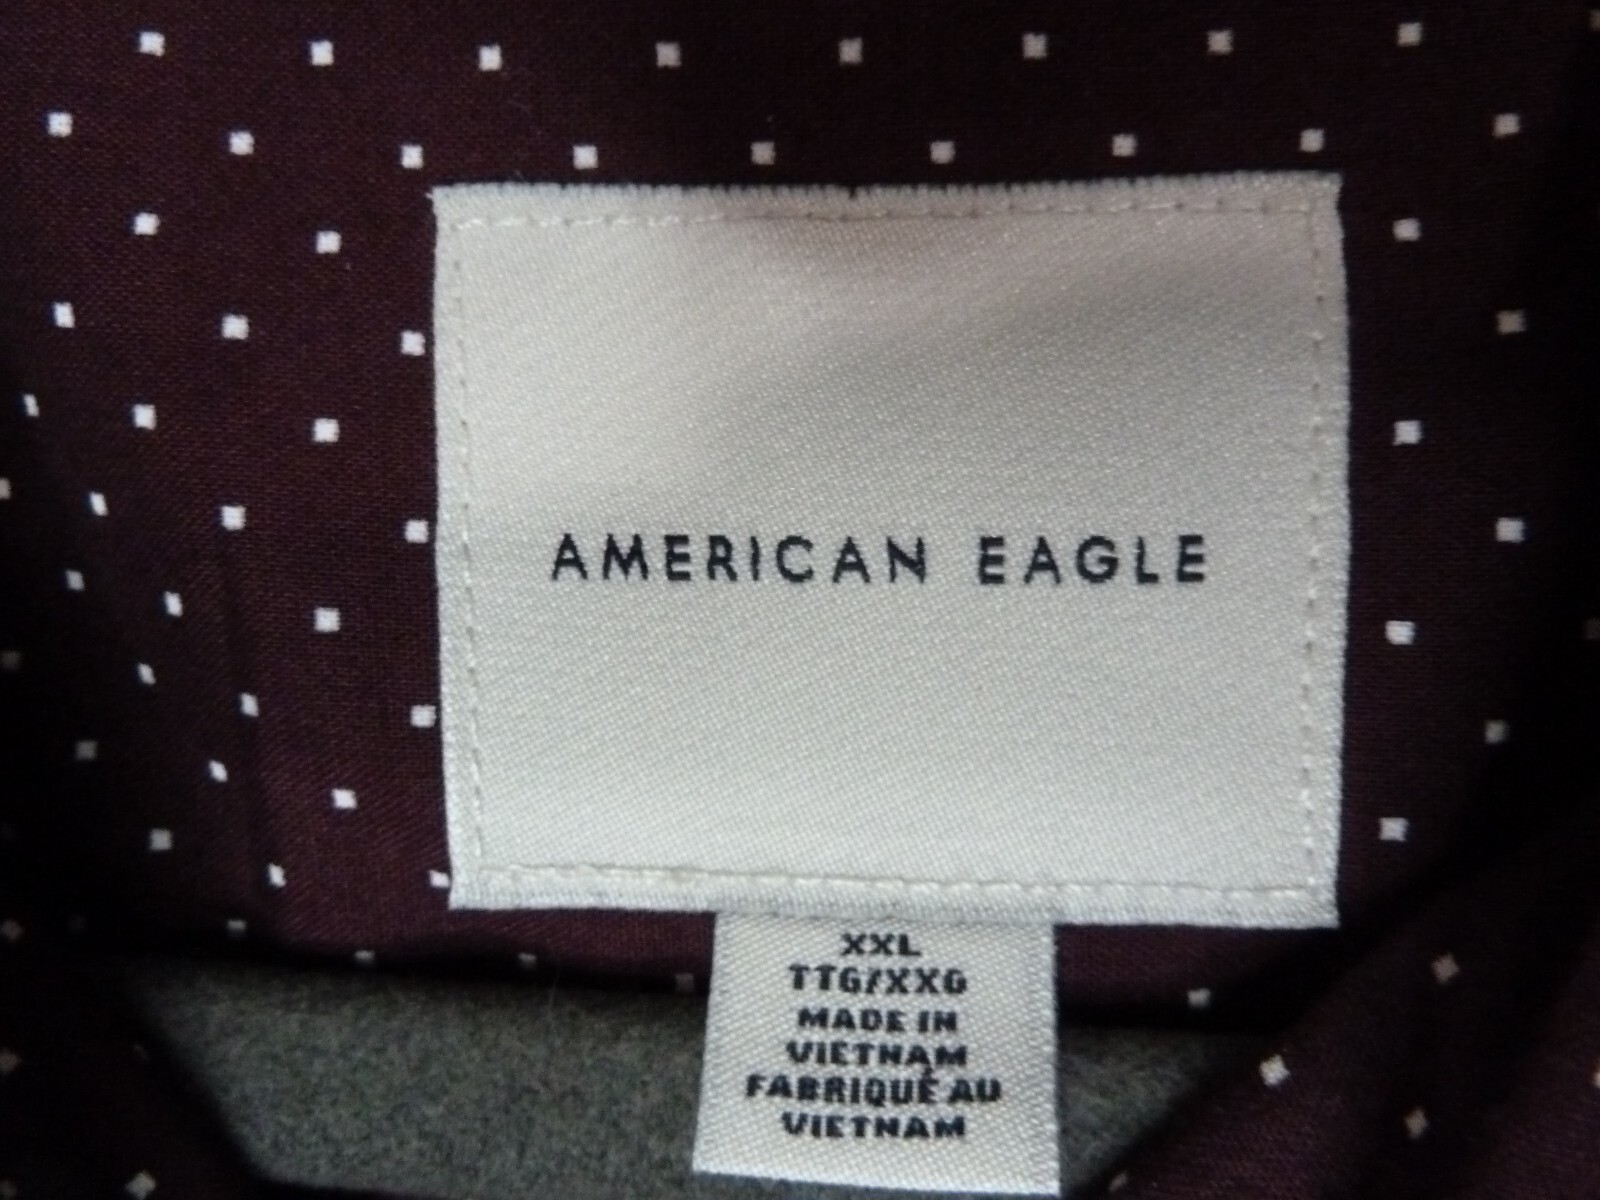 AMERICAN EAGLE
XXL
TTG/XXG
MADE IN
VIETNAM
FABRIQUÉ AU
VIETNAM